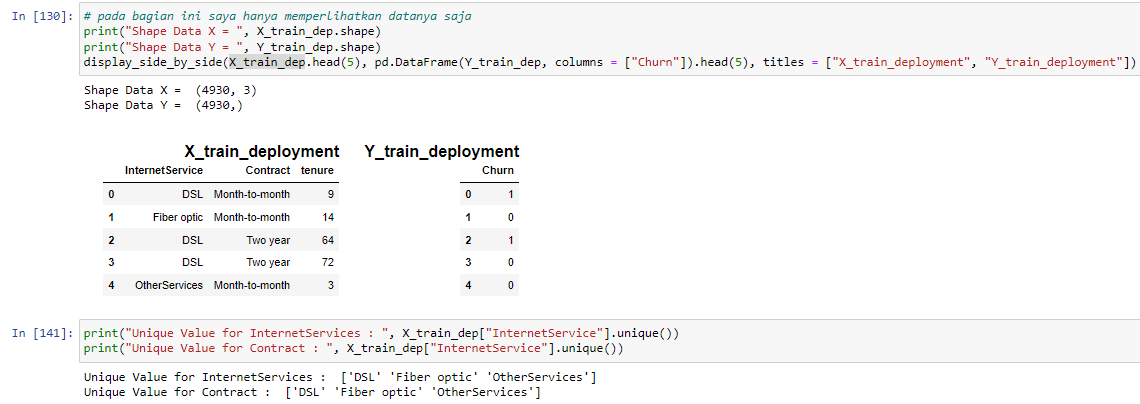 In [130]: # pada bagian ini saya hanya memperlihatkan datanya saja
print("Shape Data X = ", X_train_dep.shape)
print("Shape Data Y = ", Y_train_dep.shape)
display_side_by_side(X_train_dep.head(5), pd.DataFrame(Y_train_dep, columns = ["Churn"]).head(5), titles = ["X_train_deployment", "Y_train_deployment"])
Shape Data X =  (4930, 3)
Shape Data Y =  (4930,)
X_train_deployment Y_train_deployment
InternetService Contract tenure Churn
0 DSL Month-to-month 9 0 1
1 Fiber optic Month-to-month 14 1 0
2 DSL Two year 64 2 1
3 DSL Two year 72 3 0
4 OtherServices Month-to-month 3 4 0
In [141]: print("Unique Value for InternetServices : ", X_train_dep["InternetService"].unique())
print("Unique Value for Contract : ", X_train_dep["InternetService"].unique())
Unique Value for InternetServices :  ['DSL' 'Fiber optic' 'OtherServices']
Unique Value for Contract :  ['DSL' 'Fiber optic' 'OtherServices']